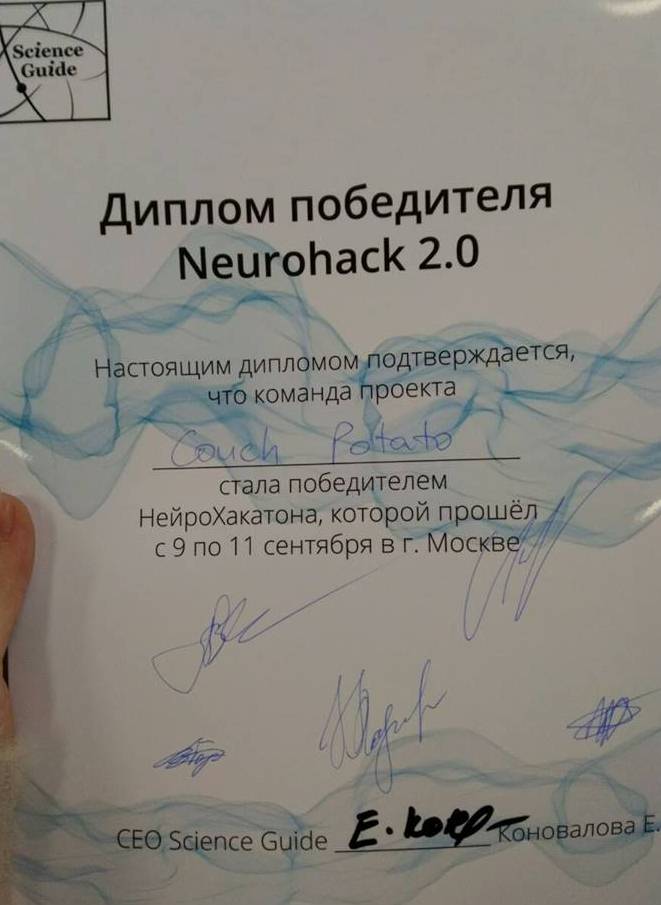 Science
Guide
Диплом победителя
Neurohack 2.0
Настоящим дипломом подтверждается,
что команда проекта
Couch Potato
стала победителем
НейроХакатона, которой прошёл
с 9 по 11 сентября в г. Москве
CEO Science Guide Коновалова Е.